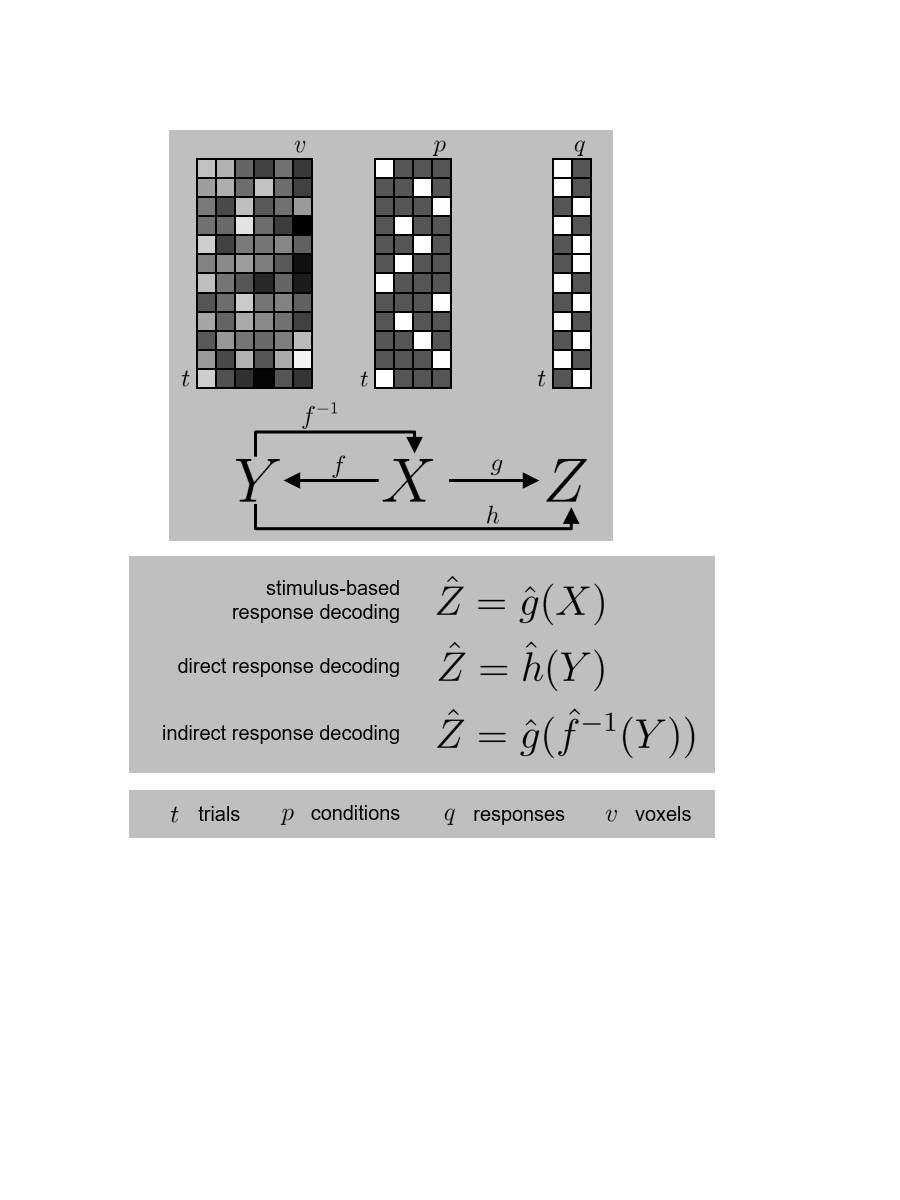 v p q
t t t
f⁻¹
Y f X g Z
h
stimulus-based
response decoding
Ẑ = ĝ(X)
direct response decoding Ẑ = ĥ(Y)
indirect response decoding Ẑ = ĝ(f̂⁻¹(Y))
t trials p conditions q responses v voxels